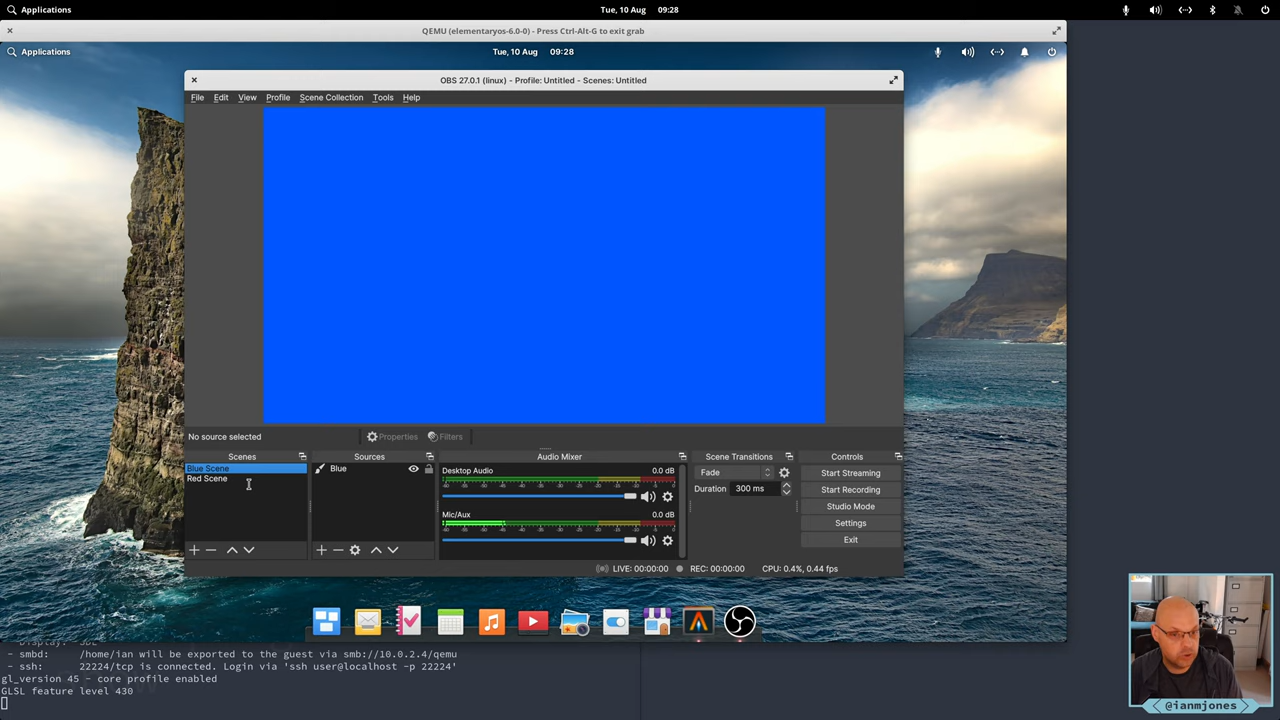 Applications
Tue, 10 Aug 09:28
QEMU (elementaryos-6.0-0) - Press Ctrl-Alt-G to exit grab
Applications
Tue, 10 Aug 09:28
OBS 27.0.1 (linux) - Profile: Untitled - Scenes: Untitled
File Edit View Profile Scene Collection Tools Help
No source selected
Properties
Filters
Scenes
Blue Scene
Red Scene
Sources
Blue
Audio Mixer
Desktop Audio 0.0 dB
Mic/Aux 0.0 dB
Scene Transitions
Fade
Duration 300 ms
Controls
Start Streaming
Start Recording
Studio Mode
Settings
Exit
LIVE: 00:00:00 REC: 00:00:00 CPU: 0.4%, 0.44 fps
- smbd: /home/ian will be exported to the guest via smb://10.0.2.4/qemu
- ssh: 22224/tcp is connected. Login via 'ssh user@localhost -p 22224'
gl_version 45 - core profile enabled
GLSL feature level 430
@ianmjones